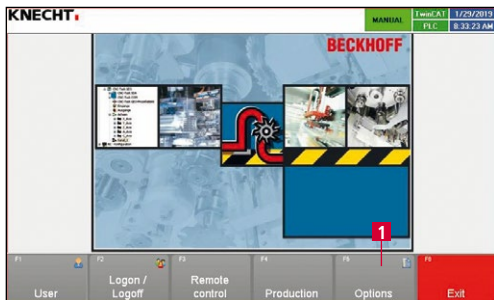 KNECHT
MANUAL
TwinCAT
PLC
1/29/2019
8:33:23 AM
BECKHOFF
1
F1
User
F2
Logon /
Logoff
F3
Remote
control
F4
Production
F5
Options
F6
Exit